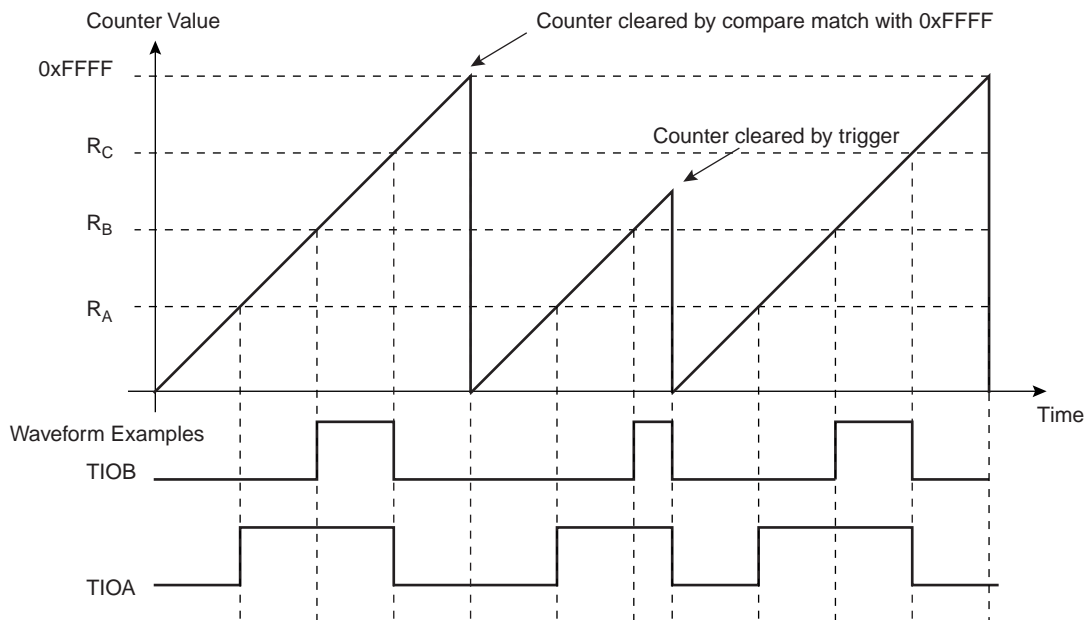 Counter Value
Counter cleared by compare match with 0xFFFF
0xFFFF
Counter cleared by trigger
RC
RB
RA
Time
Waveform Examples
TIOB
TIOA